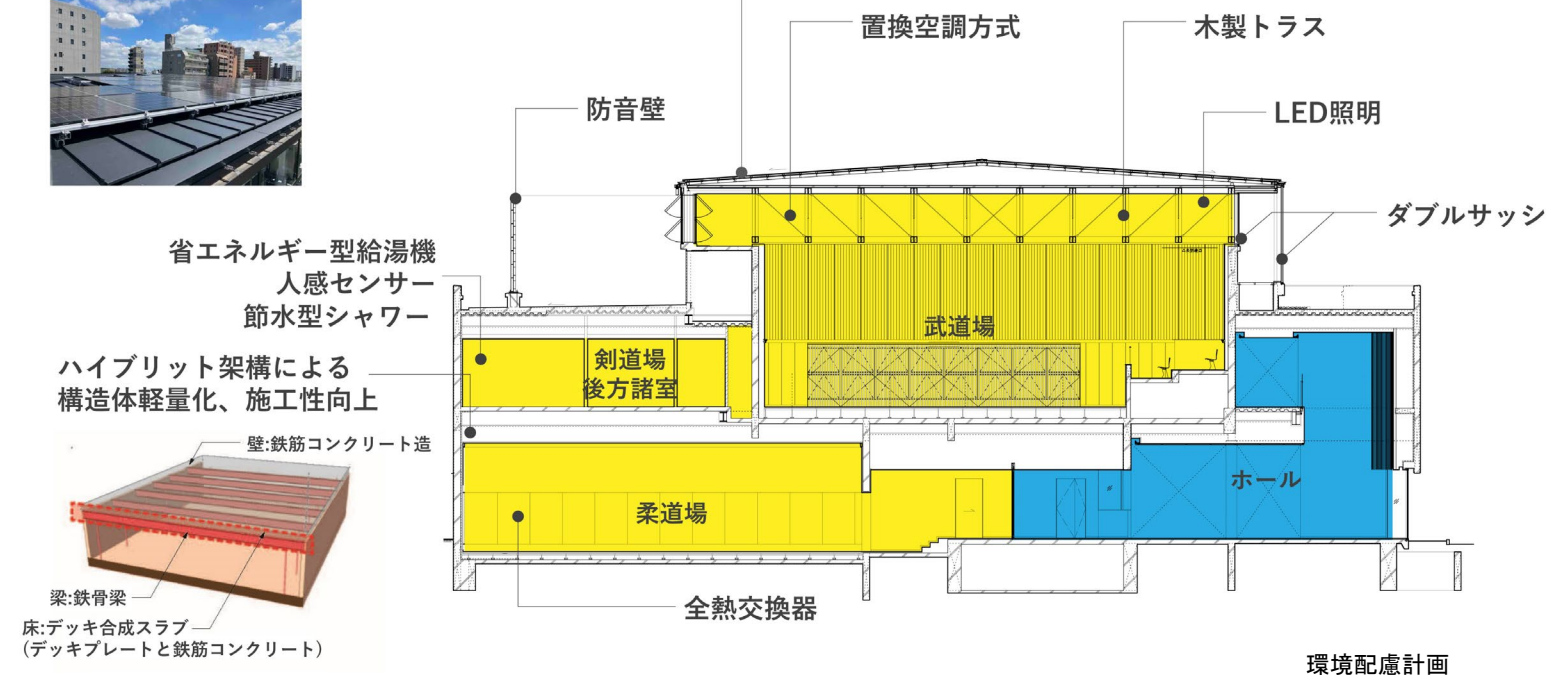 置換空調方式
木製トラス
防音壁
LED照明
ダブルサッシ
省エネルギー型給湯機
人感センサー
節水型シャワー
武道場
剣道場
後方諸室
ハイブリット架構による
構造体軽量化、施工性向上
壁:鉄筋コンクリート造
ホール
柔道場
梁:鉄骨梁
全熱交換器
床:デッキ合成スラブ
(デッキプレートと鉄筋コンクリート)
環境配慮計画